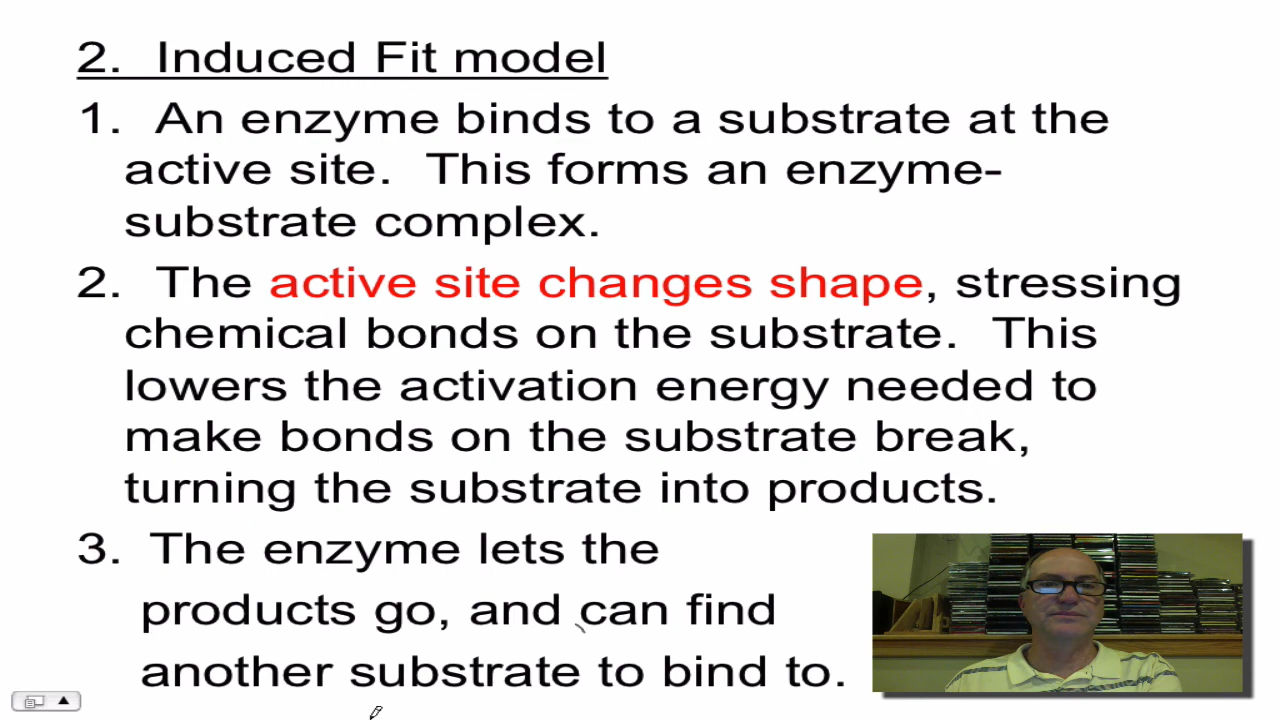 2. Induced Fit model
1. An enzyme binds to a substrate at the
active site. This forms an enzyme-
substrate complex.
2. The active site changes shape, stressing
chemical bonds on the substrate. This
lowers the activation energy needed to
make bonds on the substrate break,
turning the substrate into products.
3. The enzyme lets the
products go, and can find
another substrate to bind to.